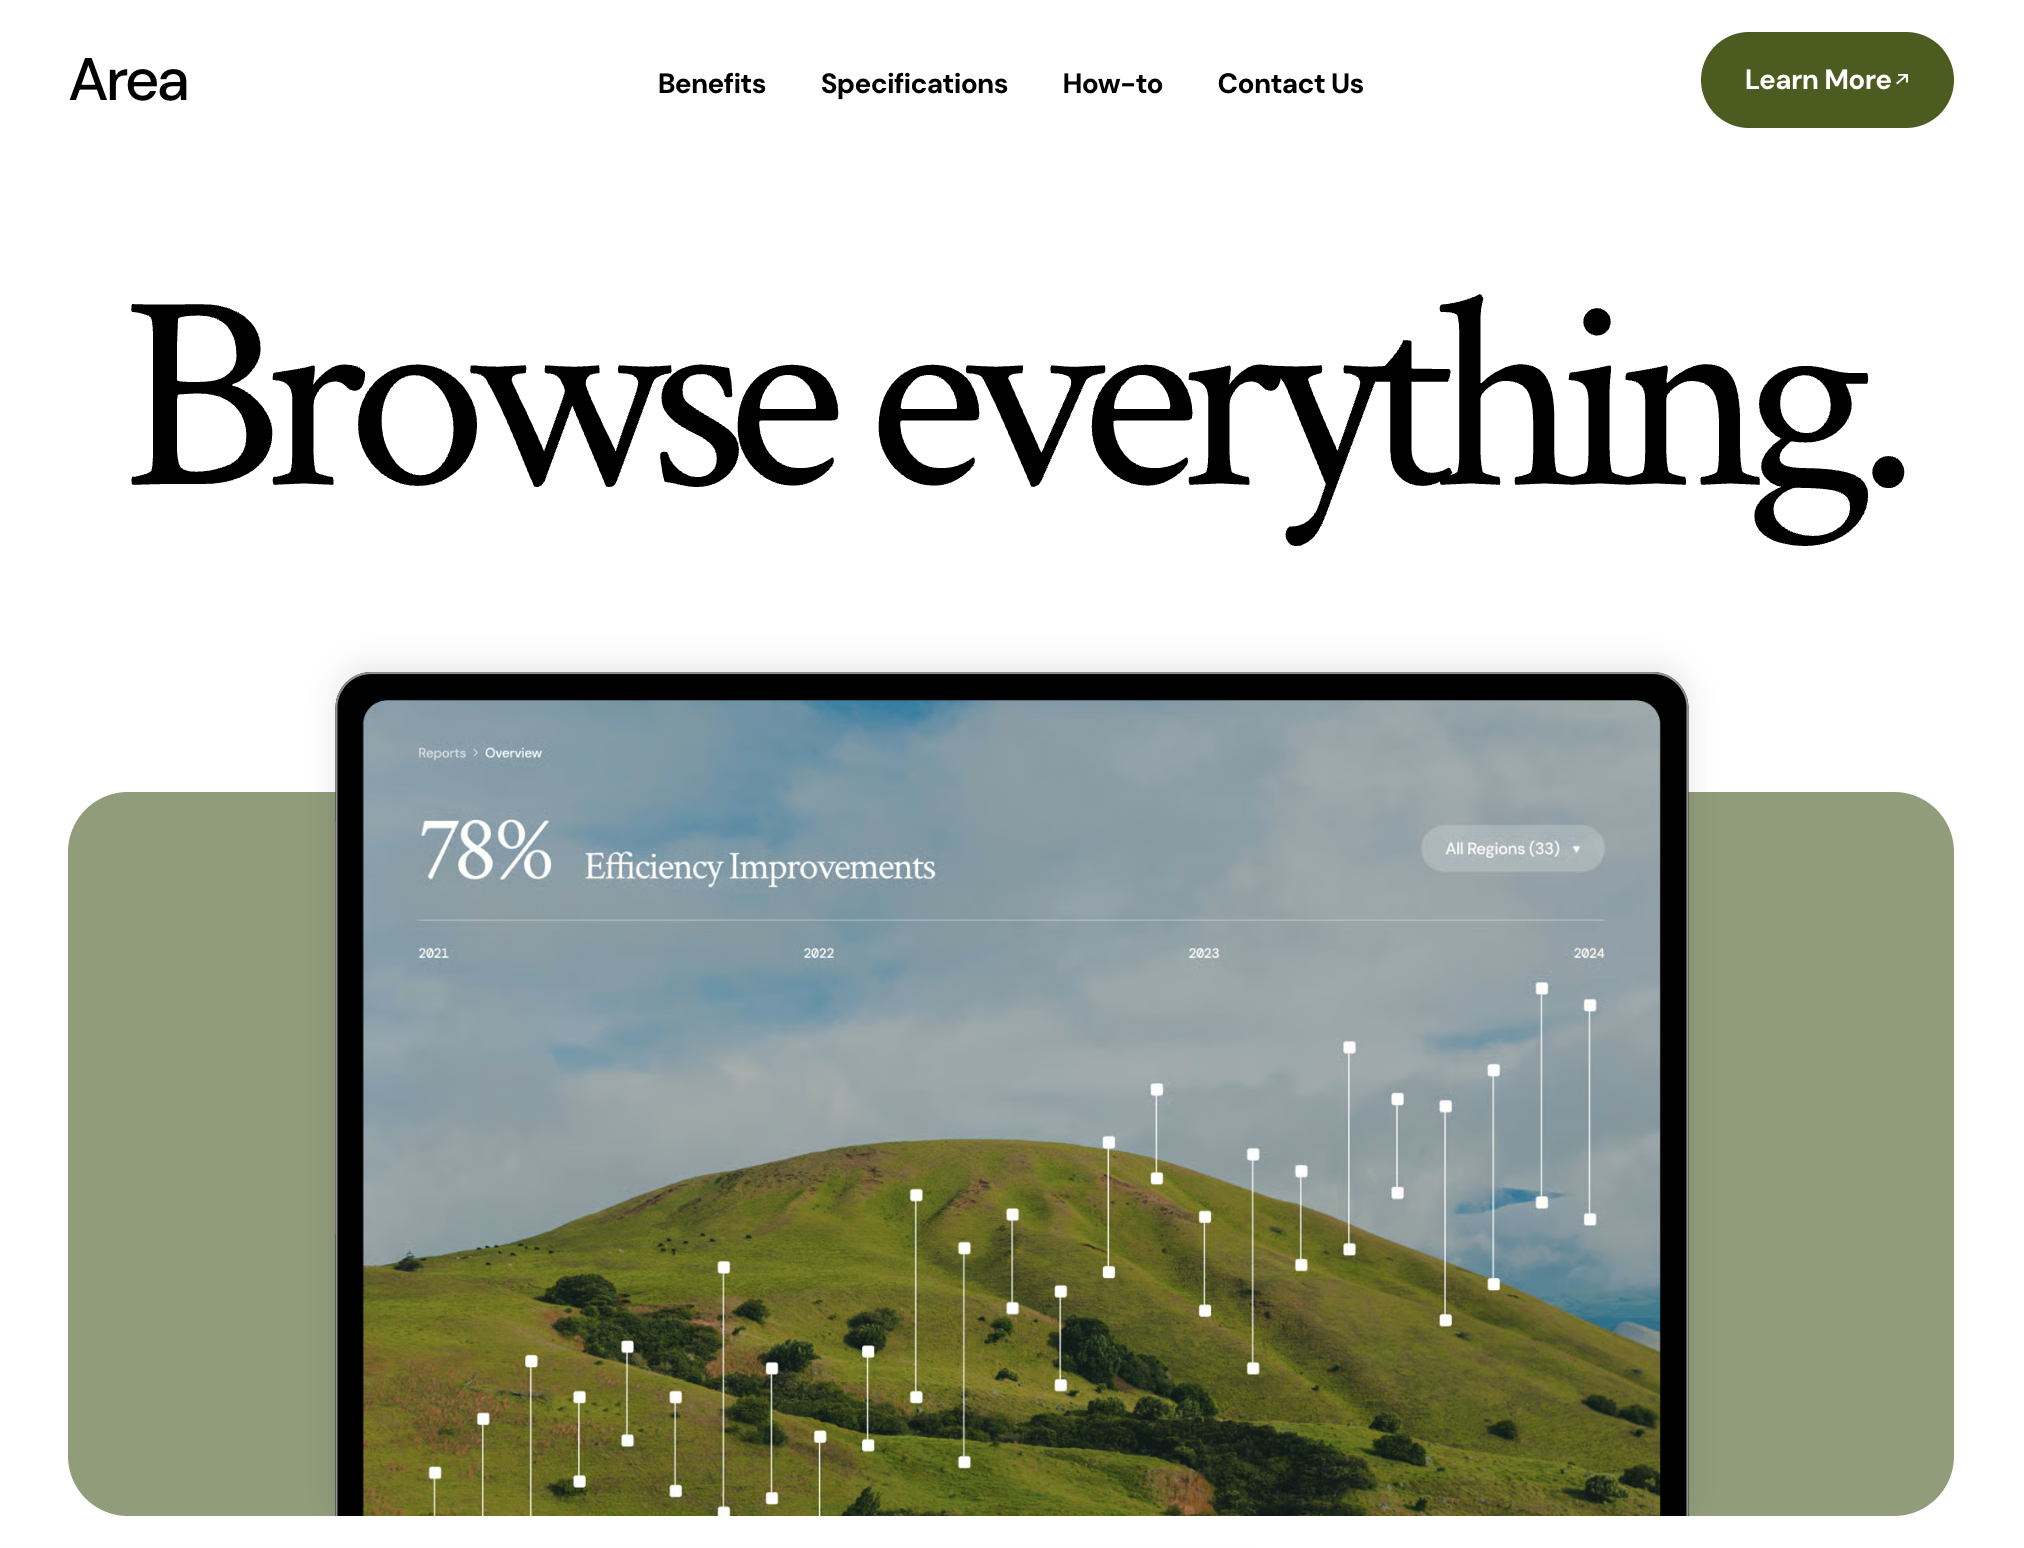 Area
Benefits
Specifications
How-to
Contact Us
Learn More↗
Browse everything.
Reports > Overview
78% Efficiency Improvements
All Regions (33) ▾
2021
2022
2023
2024